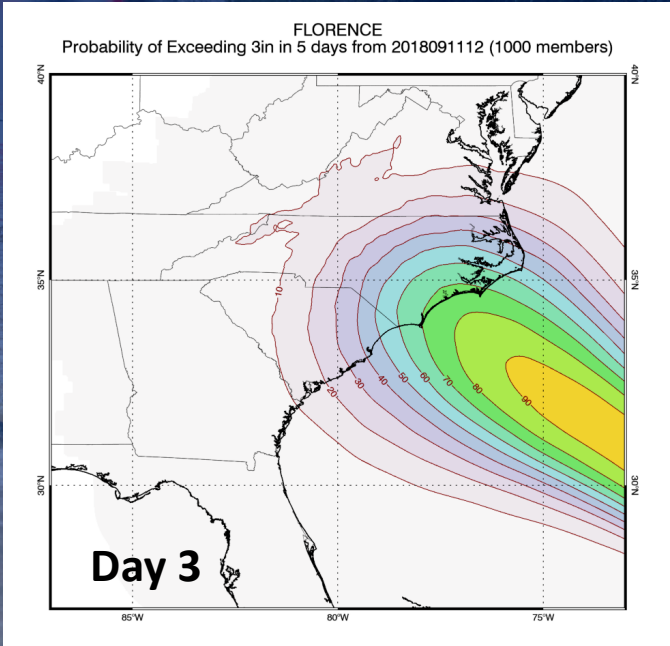 FLORENCE
Probability of Exceeding 3in in 5 days from 2018091112 (1000 members)
40°N
40°N
10
35°N
35°N
20
30
40
50
60
70
80
90
30°N
30°N
Day 3
85°W
80°W
75°W